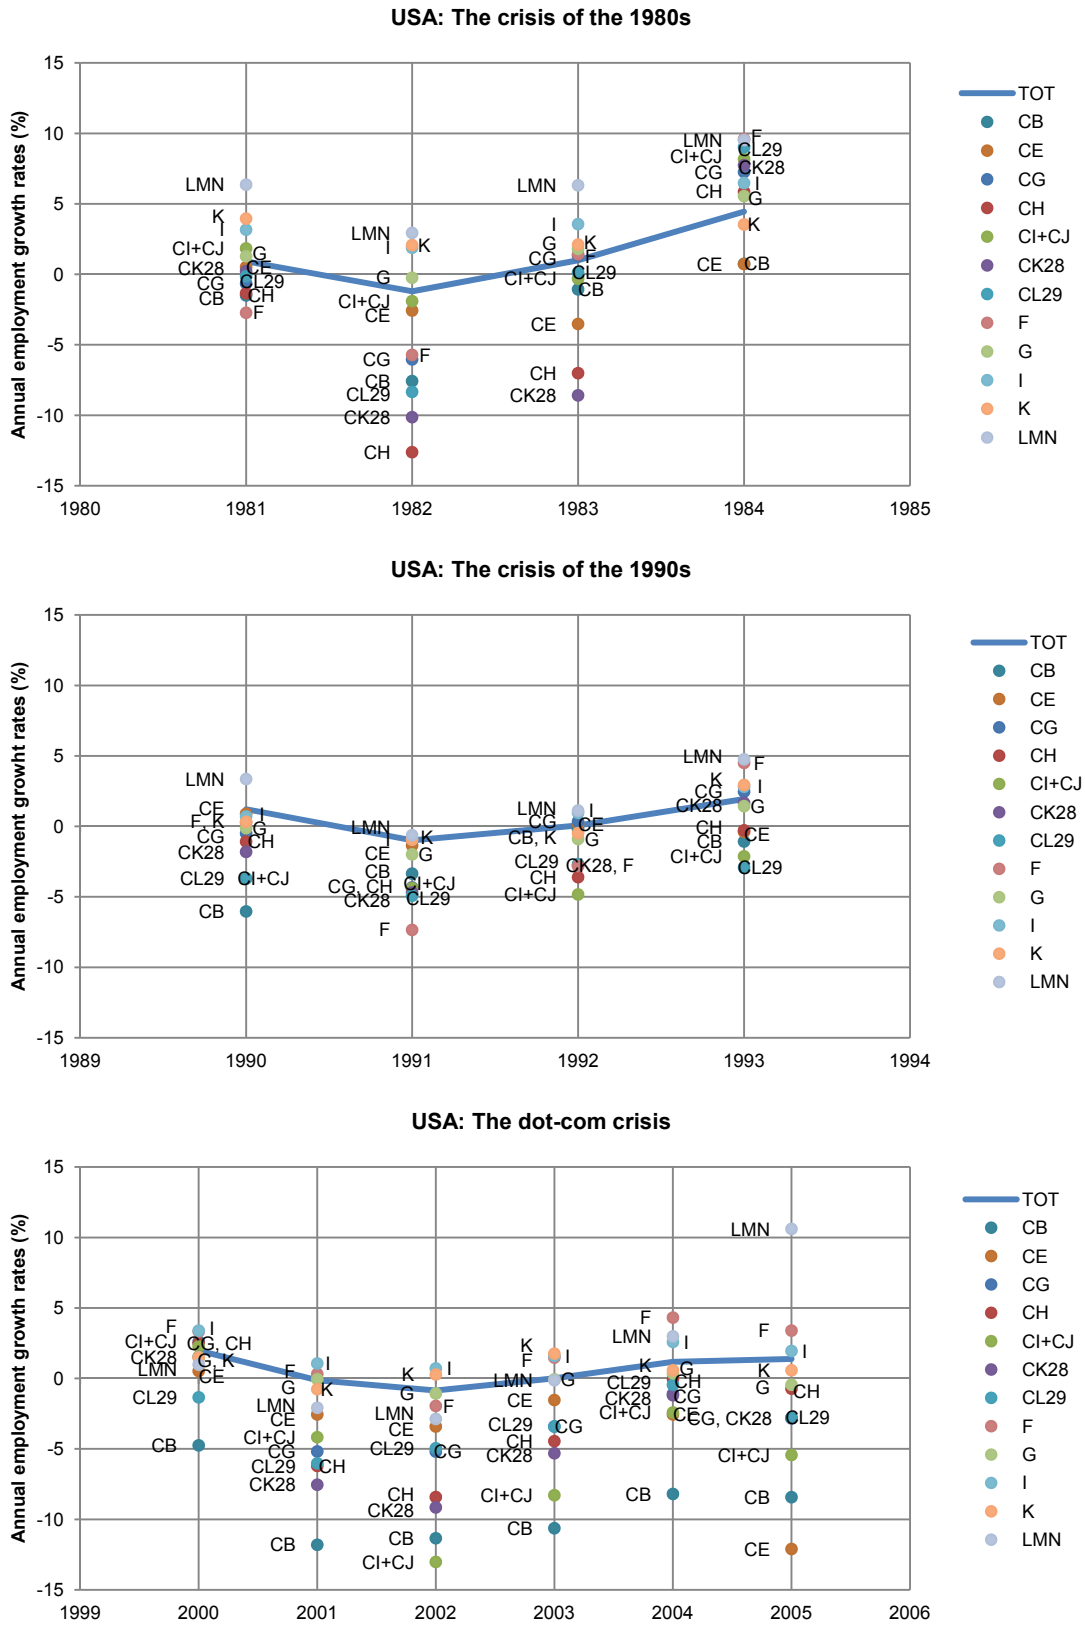 USA: The crisis of the 1980s
Annual employment growth rates (%)
15
10
5
0
-5
-10
-15
1980
1981
1982
1983
1984
1985
LMN
K
I
CI+CJ
G
CK28
CE
CG
CL29
CB
CH
F
LMN
I
K
G
CI+CJ
CE
CG
F
CB
CL29
CK28
CH
LMN
I
G
K
CG
F
CI+CJ
CL29
CB
CE
CH
CK28
LMN
F
CI+CJ
CL29
CG
CK28
CH
I
G
K
CE
CB
TOT
CB
CE
CG
CH
CI+CJ
CK28
CL29
F
G
I
K
LMN
USA: The crisis of the 1990s
Annual employment growht rates (%)
15
10
5
0
-5
-10
-15
1989
1990
1991
1992
1993
1994
LMN
CE
I
F, K
G
CG
CH
CK28
CL29
CI+CJ
CB
LMN
K
I
CE
G
CB
CG, CH
CI+CJ
CK28
CL29
F
LMN
I
CG
CE
CB, K
G
CL29
CK28, F
CH
CI+CJ
LMN
F
K
I
CG
CK28
G
CH
CE
CB
CI+CJ
CL29
TOT
CB
CE
CG
CH
CI+CJ
CK28
CL29
F
G
I
K
LMN
USA: The dot-com crisis
Annual employment growth rates (%)
15
10
5
0
-5
-10
-15
1999
2000
2001
2002
2003
2004
2005
2006
F
I
CI+CJ
CG, CH
CK28
G, K
LMN
CE
CL29
CB
I
F
G
K
LMN
CE
CI+CJ
CG
CL29
CH
CK28
CB
I
K
G
F
LMN
CE
CL29
CG
CH
CK28
CB
CI+CJ
K
F
I
LMN
G
CE
CL29
CG
CH
CK28
CI+CJ
CB
F
LMN
I
K
G
CL29
CH
CK28
CG
CI+CJ
CE
CB
LMN
F
I
K
G
CH
CG, CK28
CL29
CI+CJ
CB
CE
TOT
CB
CE
CG
CH
CI+CJ
CK28
CL29
F
G
I
K
LMN